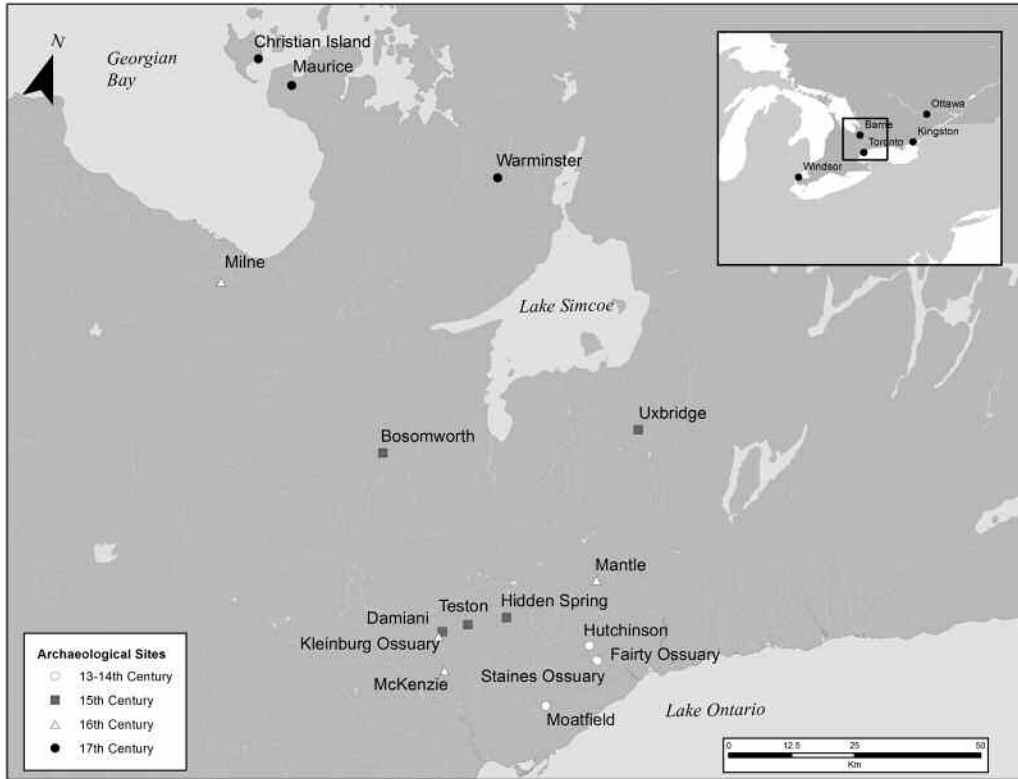 N
Georgian
Bay
Christian Island
Maurice
Warminster
Milne
Lake Simcoe
Uxbridge
Bosomworth
Mantle
Teston
Hidden Spring
Damiani
Kleinburg Ossuary
Hutchinson
Fairty Ossuary
McKenzie
Staines Ossuary
Moatfield
Lake Ontario
Ottawa
Barrie
Kingston
Toronto
Windsor
Archaeological Sites
13-14th Century
15th Century
16th Century
17th Century
0 12.5 25 50
Km